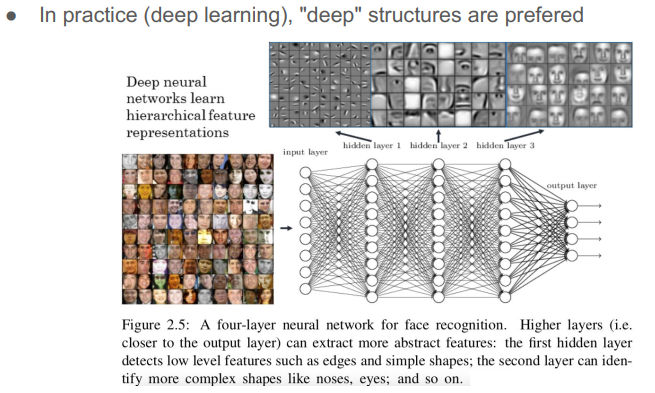 ● In practice (deep learning), "deep" structures are prefered
Deep neural
networks learn
hierarchical feature
representations
hidden layer 1 hidden layer 2 hidden layer 3
input layer
output layer
Figure 2.5: A four-layer neural network for face recognition. Higher layers (i.e.
closer to the output layer) can extract more abstract features: the first hidden layer
detects low level features such as edges and simple shapes; the second layer can iden-
tify more complex shapes like noses, eyes; and so on.